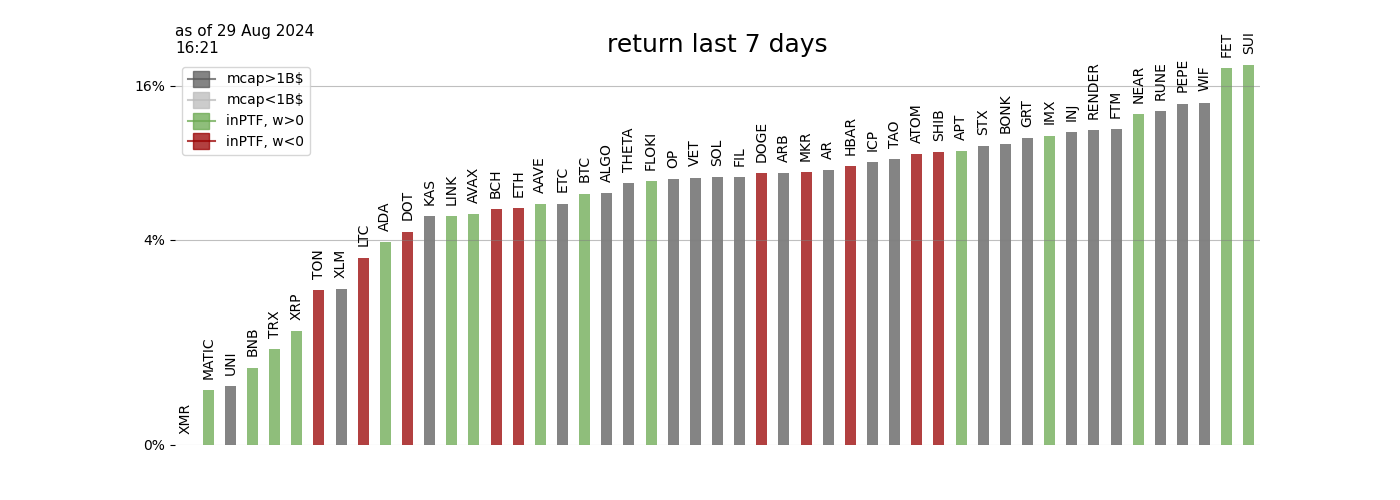 as of 29 Aug 2024
16:21
return last 7 days
mcap>1B$
mcap<1B$
inPTF, w>0
inPTF, w<0
16%
4%
0%
XMR
MATIC
UNI
BNB
TRX
XRP
TON
XLM
LTC
ADA
DOT
KAS
LINK
AVAX
BCH
ETH
AAVE
ETC
BTC
ALGO
THETA
FLOKI
OP
VET
SOL
FIL
DOGE
ARB
MKR
AR
HBAR
ICP
TAO
ATOM
SHIB
APT
STX
BONK
GRT
IMX
INJ
RENDER
FTM
NEAR
RUNE
PEPE
WIF
FET
SUI